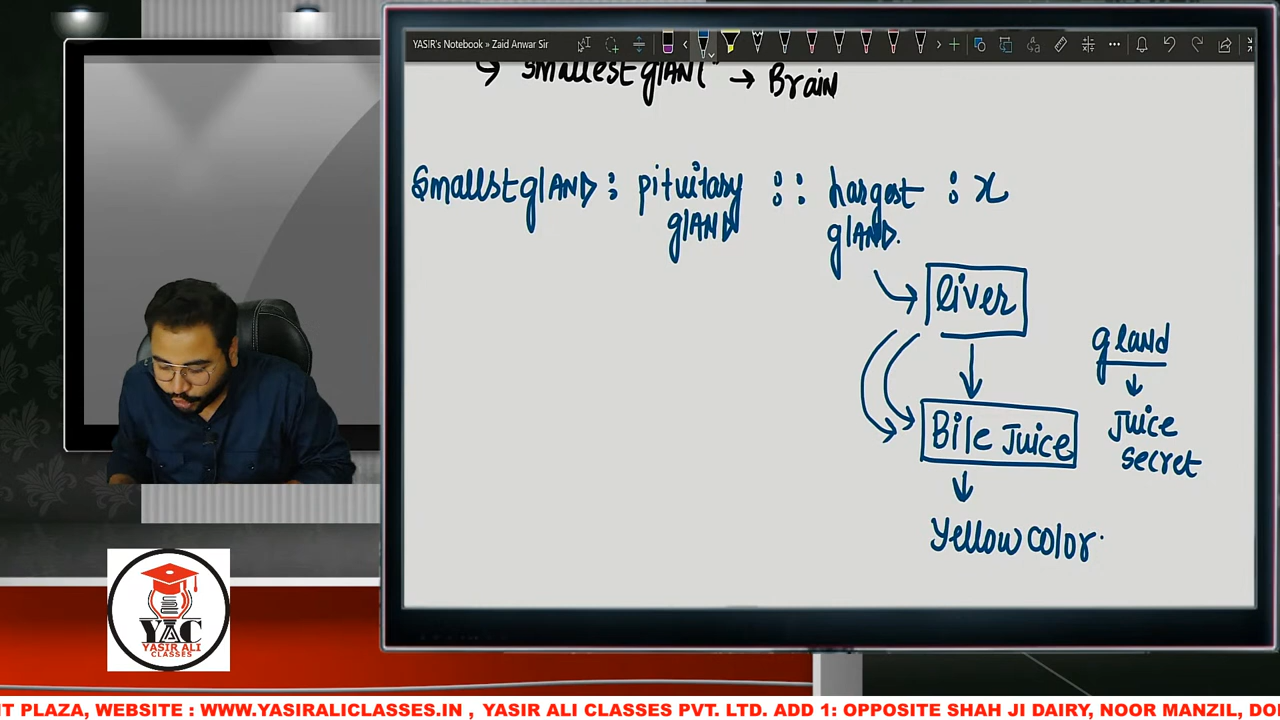 YASIR's Notebook » Zaid Anwar Sir
↳ Smallest gland → Brain
Smallst gland : pituitary gland :: largest gland. : x
liver
gland
Juice secret
Bile Juice
yellow color
YAC
YASIR ALI
CLASSES
IT PLAZA, WEBSITE : WWW.YASIRALICLASSES.IN , YASIR ALI CLASSES PVT. LTD. ADD 1: OPPOSITE SHAH JI DAIRY, NOOR MANZIL, DO